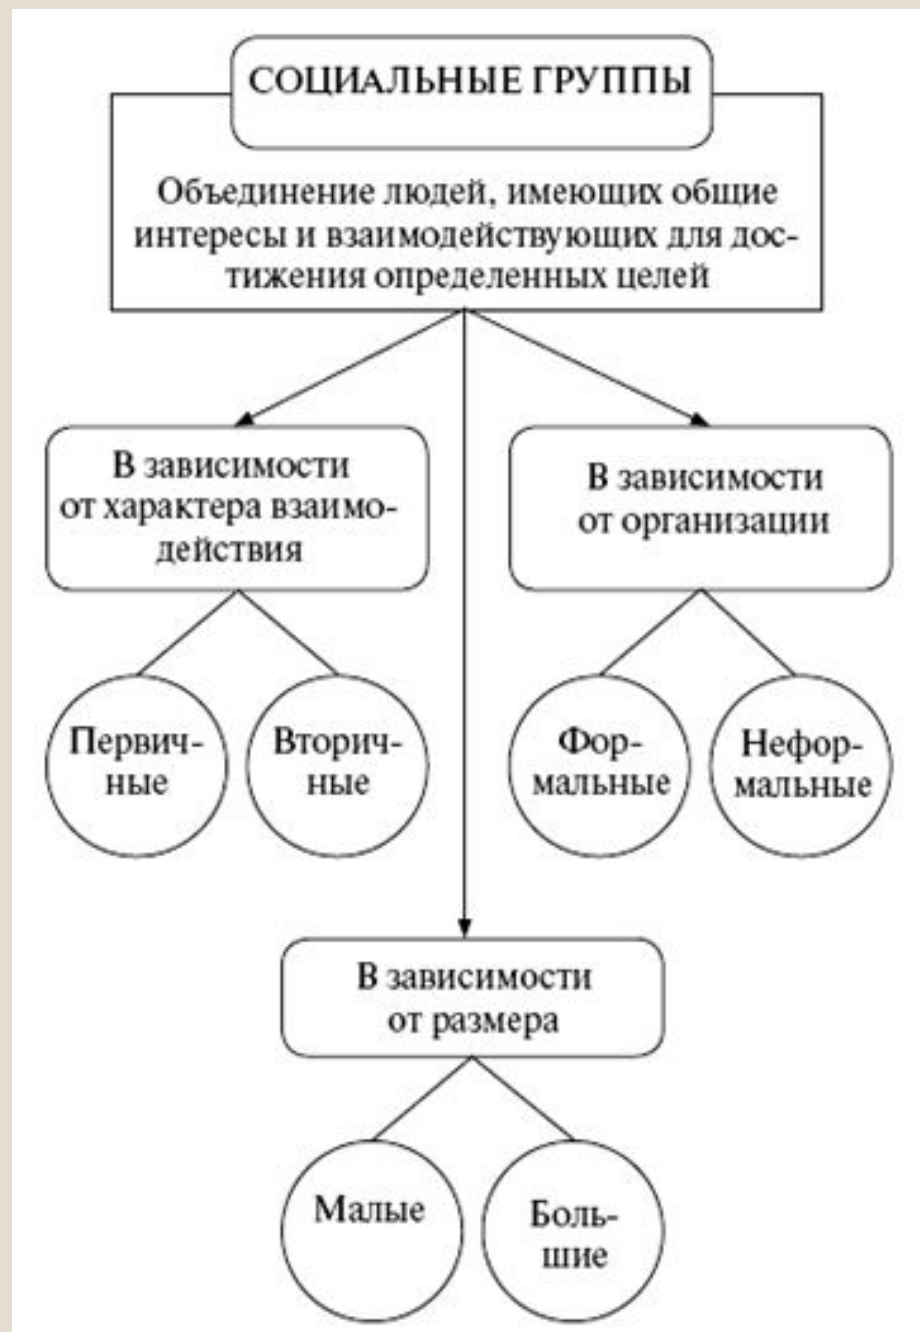 СОЦИАЛЬНЫЕ ГРУППЫ
Объединение людей, имеющих общие
интересы и взаимодействующих для дос-
тижения определенных целей
В зависимости
от характера взаимо-
действия
В зависимости
от организации
Первич-
ные
Вторич-
ные
Фор-
мальные
Нефор-
мальные
В зависимости
от размера
Малые
Боль-
шие